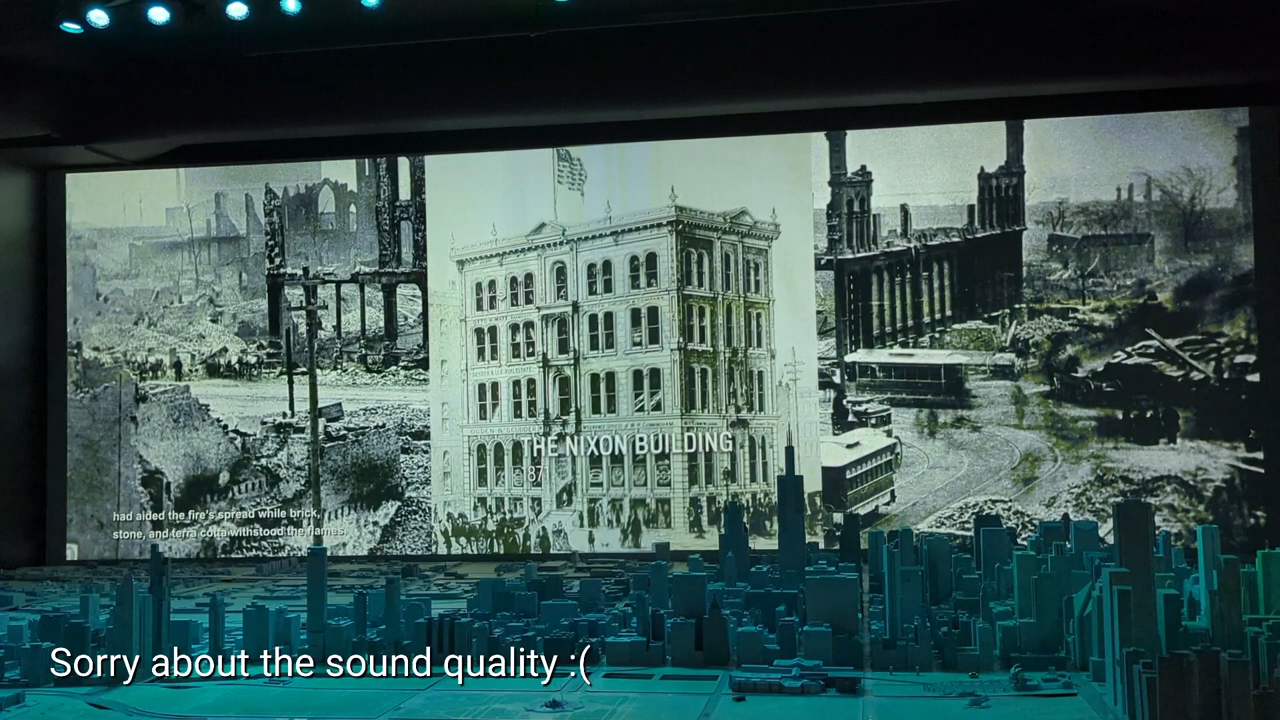 THE NIXON BUILDING
1871
had aided the fire's spread while brick,
stone, and terra cotta withstood the flames.
Sorry about the sound quality :(